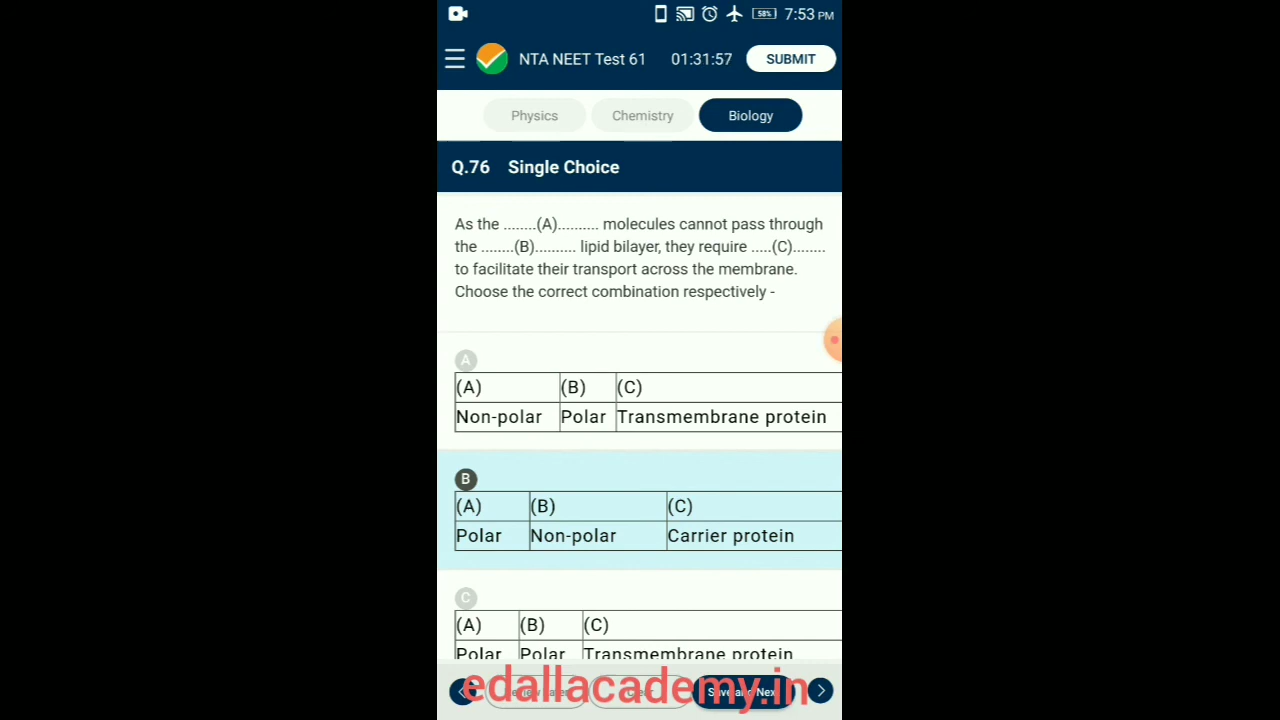 58% 7:53 PM
NTA NEET Test 61 01:31:57 SUBMIT
Physics Chemistry Biology
Q.76 Single Choice
As the ........(A).......... molecules cannot pass through
the ........(B).......... lipid bilayer, they require .....(C)........
to facilitate their transport across the membrane.
Choose the correct combination respectively -
A
(A) (B) (C)
Non-polar Polar Transmembrane protein
B
(A) (B) (C)
Polar Non-polar Carrier protein
C
(A) (B) (C)
Polar Polar Transmembrane protein
edallacademy.in